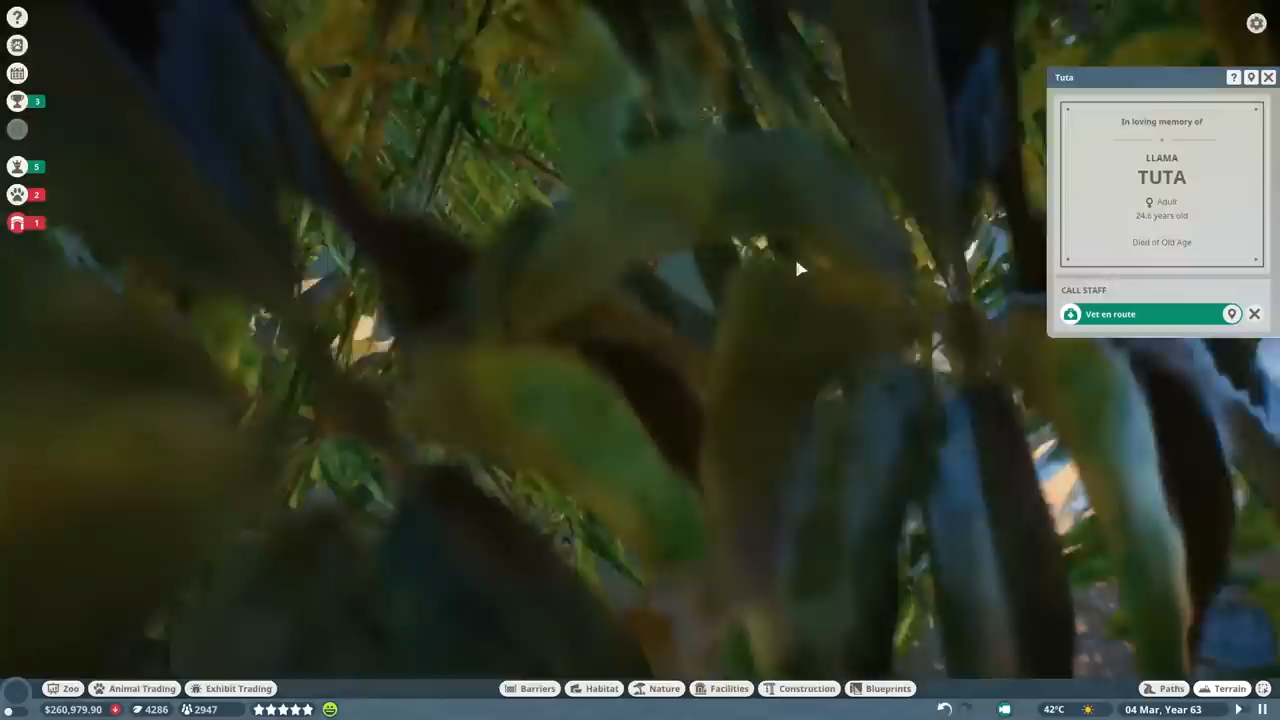 ?
3
5
2
1
Tuta
?
In loving memory of
LLAMA
TUTA
Adult
24.6 years old
Died of Old Age
CALL STAFF
Vet en route
Zoo
Animal Trading
Exhibit Trading
Barriers
Habitat
Nature
Facilities
Construction
Blueprints
Paths
Terrain
$260,979.90
4286
2947
42°C
04 Mar, Year 63